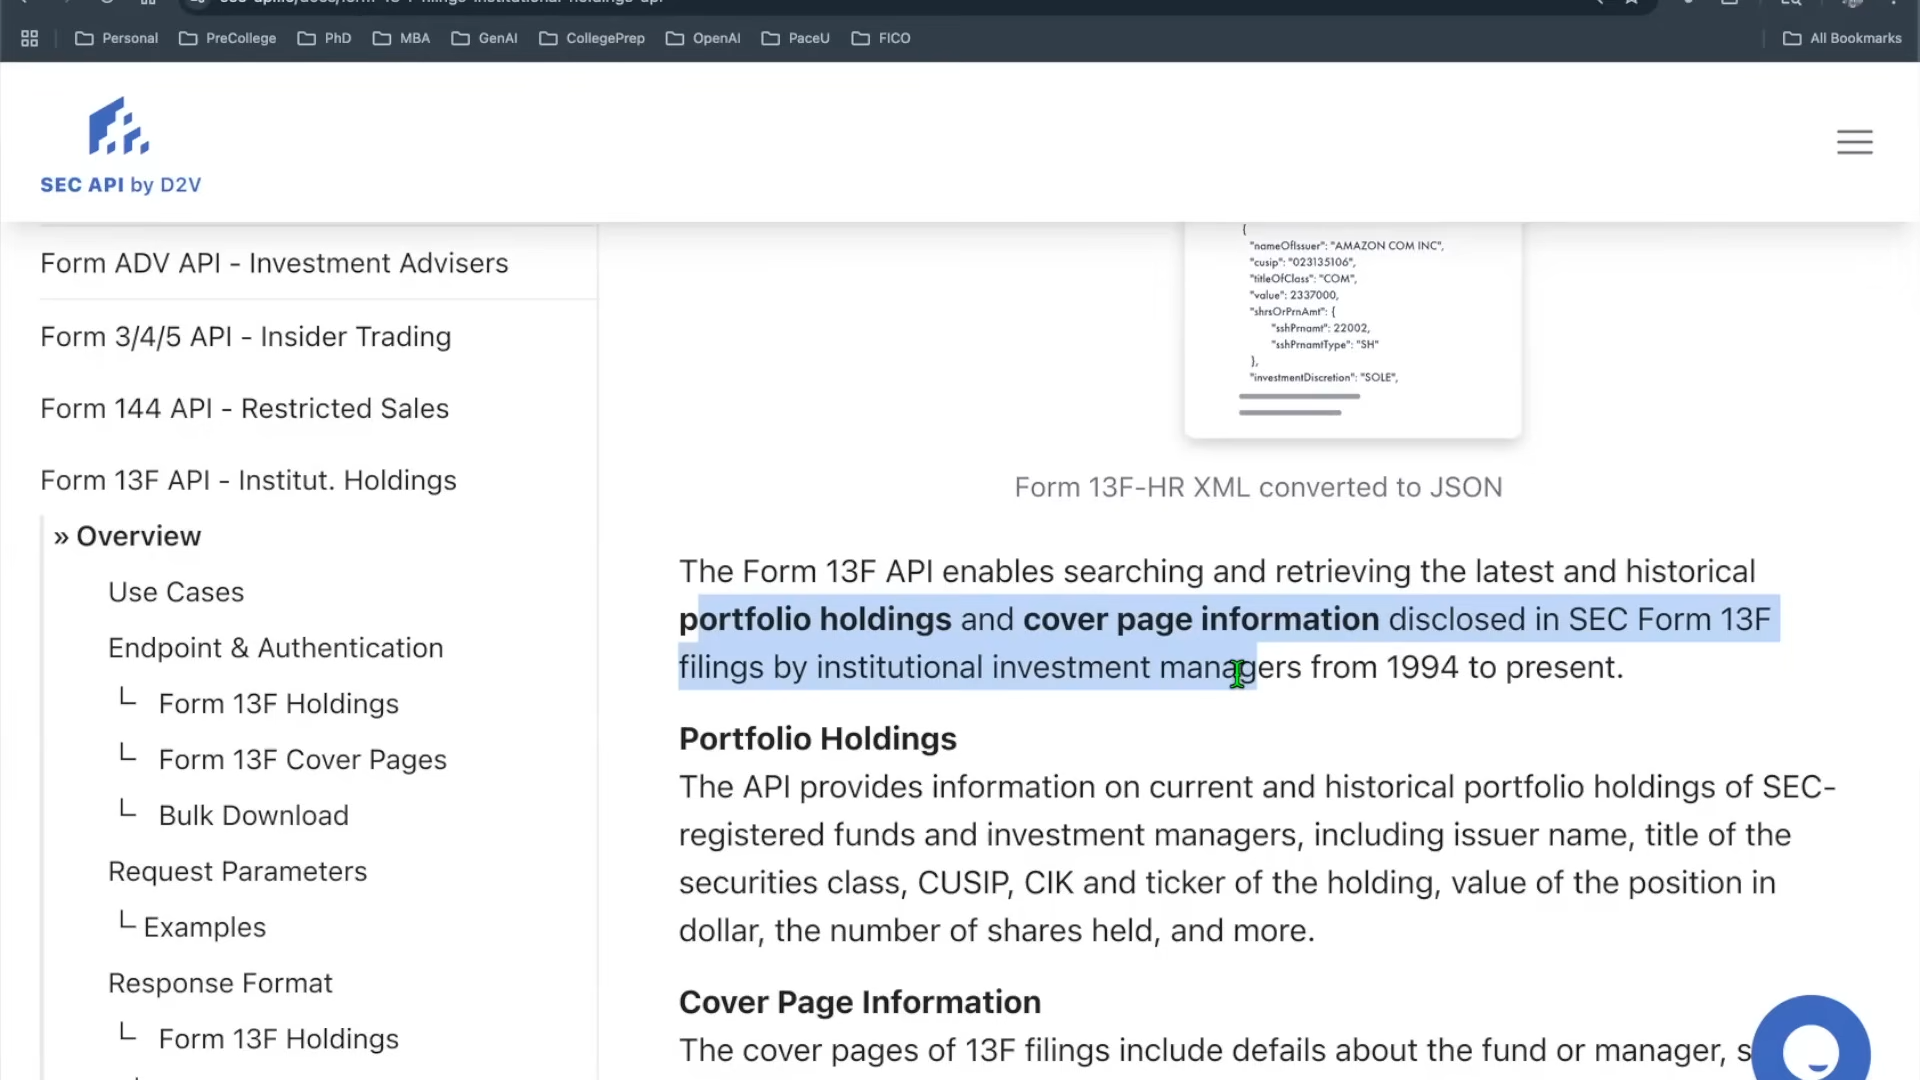 Personal
PreCollege
PhD
MBA
GenAI
CollegePrep
OpenAI
PaceU
FICO
All Bookmarks
SEC API by D2V
Form ADV API - Investment Advisers
Form 3/4/5 API - Insider Trading
Form 144 API - Restricted Sales
Form 13F API - Institut. Holdings
» Overview
Use Cases
Endpoint & Authentication
Form 13F Holdings
Form 13F Cover Pages
Bulk Download
Request Parameters
Examples
Response Format
Form 13F Holdings
{
"nameOfIssuer": "AMAZON COM INC",
"cusip": "023135106",
"titleOfClass": "COM",
"value": 2337000,
"shrsOrPrnAmt": {
"sshPrnamt": 22002,
"sshPrnamtType": "SH"
},
"investmentDiscretion": "SOLE",
Form 13F-HR XML converted to JSON
The Form 13F API enables searching and retrieving the latest and historical
portfolio holdings and cover page information disclosed in SEC Form 13F
filings by institutional investment managers from 1994 to present.
Portfolio Holdings
The API provides information on current and historical portfolio holdings of SEC-
registered funds and investment managers, including issuer name, title of the
securities class, CUSIP, CIK and ticker of the holding, value of the position in
dollar, the number of shares held, and more.
Cover Page Information
The cover pages of 13F filings include defails about the fund or manager, s